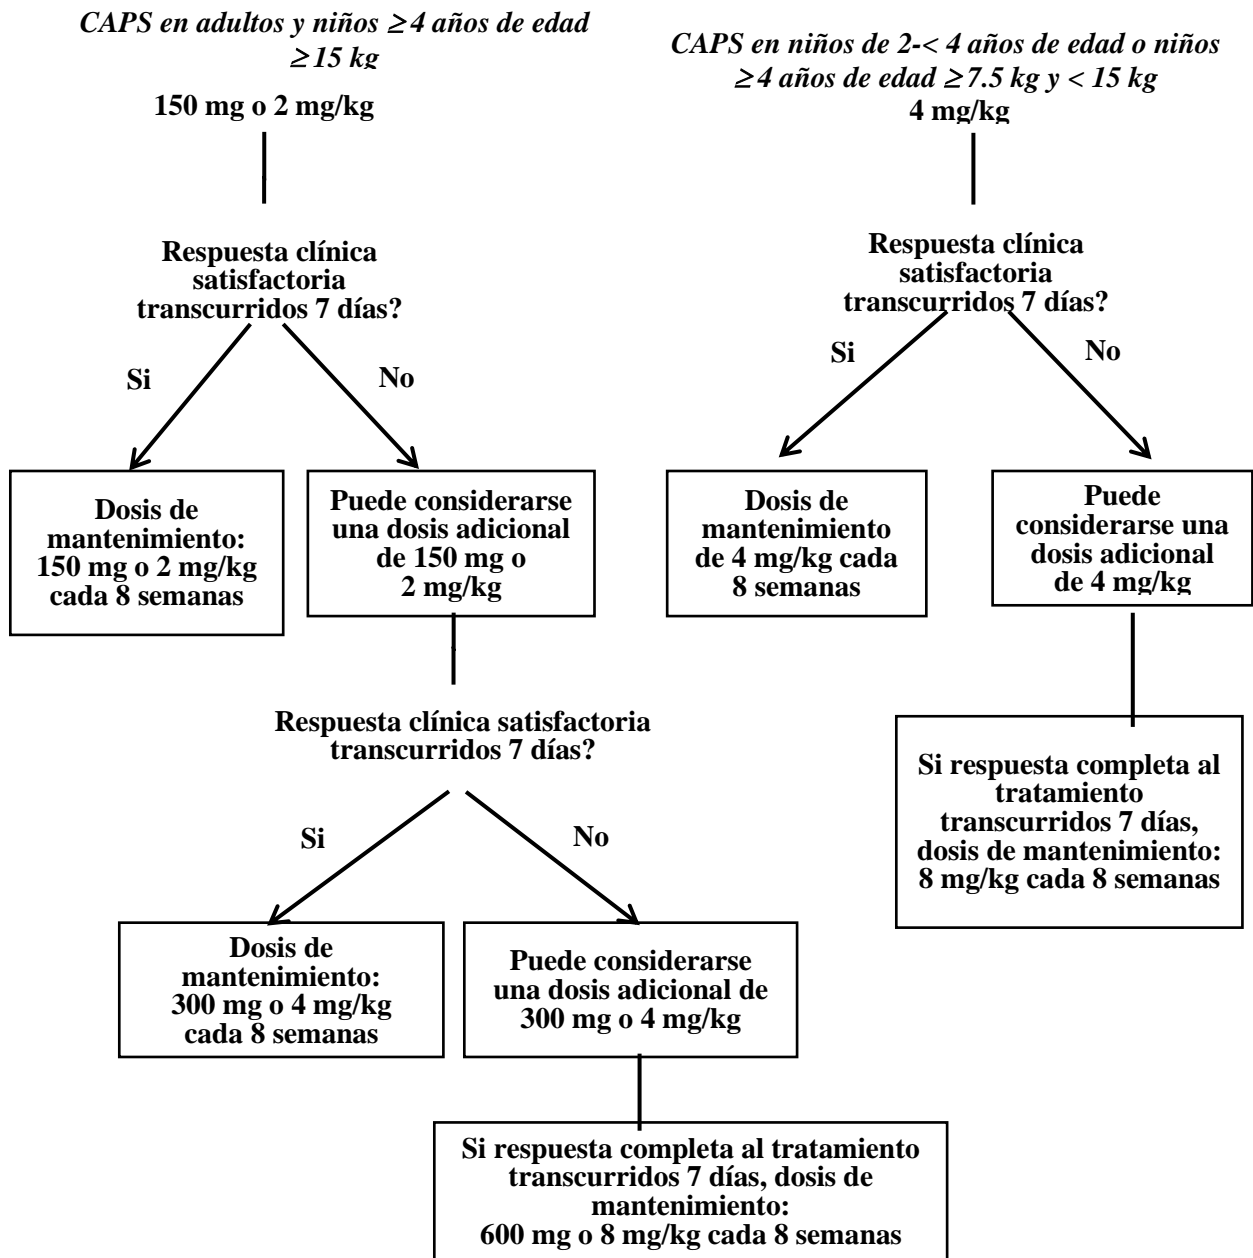 CAPS en adultos y niños ≥4 años de edad
≥15 kg
150 mg o 2 mg/kg
Respuesta clínica
satisfactoria
transcurridos 7 días?
Si
No
Dosis de
mantenimiento:
150 mg o 2 mg/kg
cada 8 semanas
Puede considerarse
una dosis adicional
de 150 mg o
2 mg/kg
Respuesta clínica satisfactoria
transcurridos 7 días?
Si
No
Dosis de
mantenimiento:
300 mg o 4 mg/kg
cada 8 semanas
Puede considerarse
una dosis adicional de
300 mg o 4 mg/kg
Si respuesta completa al tratamiento
transcurridos 7 días, dosis de
mantenimiento:
600 mg o 8 mg/kg cada 8 semanas
CAPS en niños de 2-< 4 años de edad o niños
≥4 años de edad ≥7.5 kg y < 15 kg
4 mg/kg
Respuesta clínica
satisfactoria
transcurridos 7 días?
Si
No
Dosis de
mantenimiento
de 4 mg/kg cada
8 semanas
Puede
considerarse una
dosis adicional
de 4 mg/kg
Si respuesta completa al
tratamiento
transcurridos 7 días,
dosis de mantenimiento:
8 mg/kg cada 8 semanas